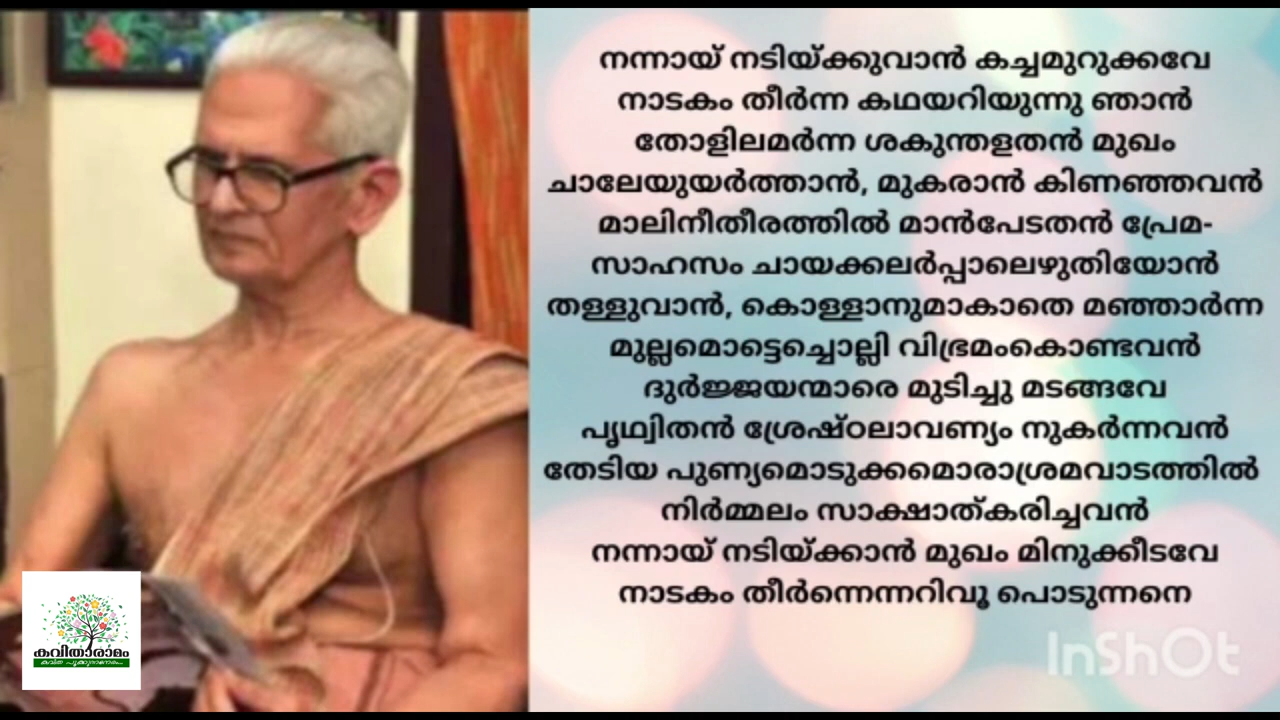 നന്നായ് നടിയ്ക്കുവാൻ കച്ചമുറുക്കവേ
നാടകം തീർന്ന കഥയറിയുന്നു ഞാൻ
തോളിലമർന്ന ശകുന്തളതൻ മുഖം
ചാലേയുയർത്താൻ, മുകരാൻ കിണഞ്ഞവൻ
മാലിനീതീരത്തിൽ മാൻപേടതൻ പ്രേമ-
സാഹസം ചായക്കലർപ്പാലെഴുതിയോൻ
തള്ളുവാൻ, കൊള്ളാനുമാകാതെ മഞ്ഞാർന്ന
മുല്ലമൊട്ടെച്ചൊല്ലി വിഭ്രമംകൊണ്ടവൻ
ദുർജ്ജയന്മാരെ മുടിച്ചു മടങ്ങവേ
പൃഥ്വിതൻ ശ്രേഷ്ഠലാവണ്യം നുകർന്നവൻ
തേടിയ പുണ്യമൊടുക്കമൊരാശ്രമവാടത്തിൽ
നിർമ്മലം സാക്ഷാത്കരിച്ചവൻ
നന്നായ് നടിയ്ക്കാൻ മുഖം മിനുക്കീടവേ
നാടകം തീർന്നെന്നറിവൂ പൊടുന്നനെ
കവിതാരാമം
InShOt